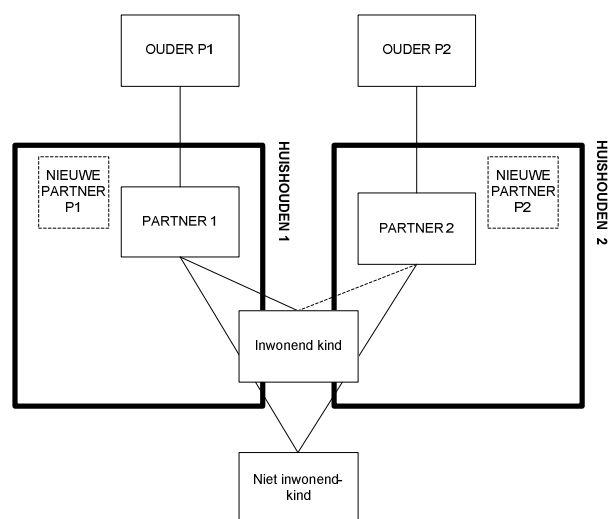 OUDER P1
OUDER P2
HUISHOUDEN 1
HUISHOUDEN 2
NIEUWE
PARTNER
P1
PARTNER 1
NIEUWE
PARTNER
P2
PARTNER 2
Inwonend kind
Niet inwonend-
kind